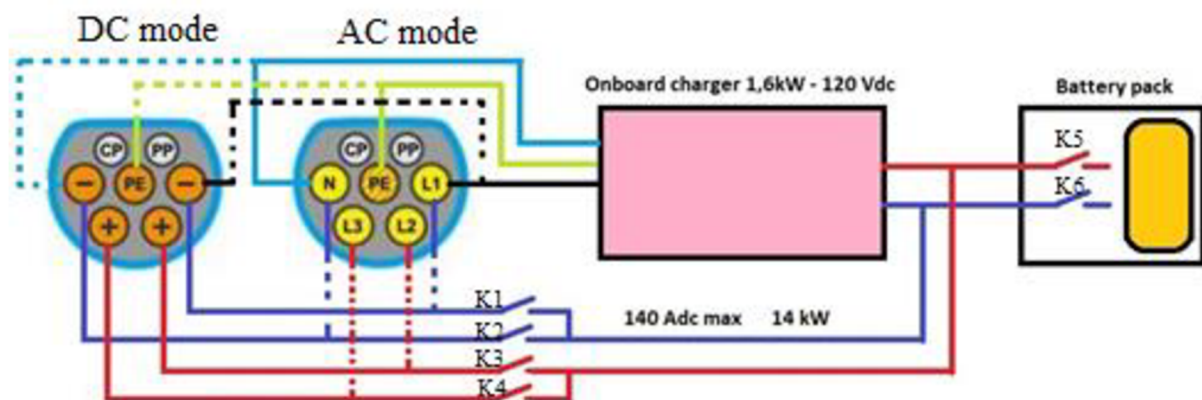 DC mode
AC mode
Onboard charger 1,6kW - 120 Vdc
Battery pack
CP PP
CP PP
K5
− PE −
N PE L1
K6
+ +
L3 L2
K1
K2
140 Adc max 14 kW
K3
K4